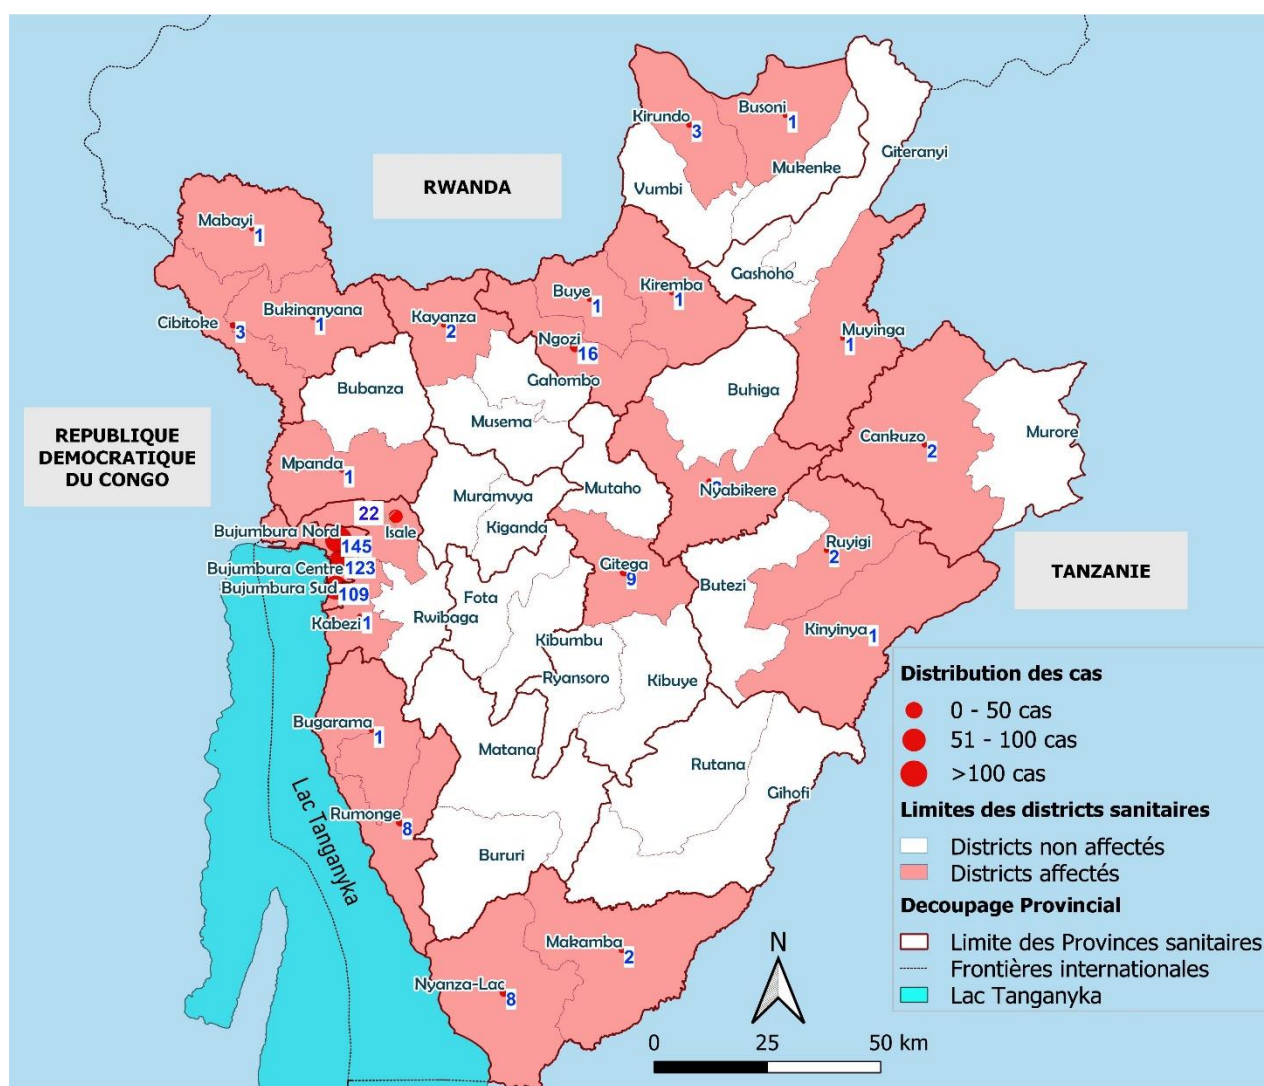 Kirundo
3
Busoni
1
Mukenke
Giteranyi
Vumbi
RWANDA
Mabayi
1
Gashoho
Cibitoke
3
Bukinanyana
1
Kayanza
2
Buye
1
Kiremba
1
Ngozi
16
Muyinga
1
Bubanza
Gahombo
Musema
Buhiga
Cankuzo
2
Murore
REPUBLIQUE
DEMOCRATIQUE
DU CONGO
Mpanda
1
Muramvya
Mutaho
Nyabikere
Kiganda
22
Isale
Bujumbura Nord
145
Bujumbura Centre
123
Bujumbura Sud
109
Kabezi
1
Rwibaga
Fota
Gitega
9
Ruyigi
2
Butezi
TANZANIE
Kinyinya
1
Kibumbu
Ryansoro
Kibuye
Bugarama
1
Matana
Rutana
Gihofi
Rumonge
8
Bururi
Lac Tanganyka
Makamba
2
Nyanza-Lac
8
Distribution des cas
0 - 50 cas
51 - 100 cas
>100 cas
Limites des districts sanitaires
Districts non affectés
Districts affectés
Decoupage Provincial
Limite des Provinces sanitaires
Frontières internationales
Lac Tanganyka
N
0 25 50 km